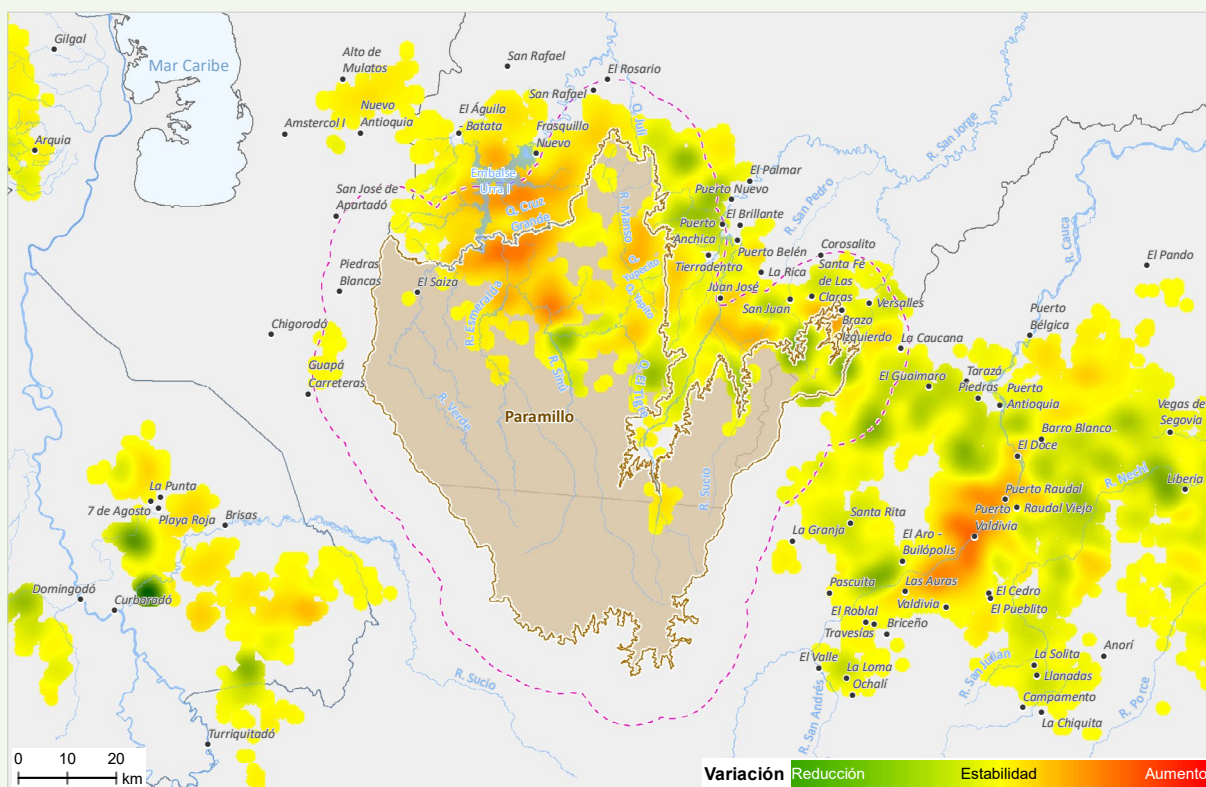 Gilgal
Mar Caribe
Alto de
Mulatos
San Rafael
El Rosario
San Rafael
Nuevo
Antioquia
El Águila
- Batata
Frasquillo
Nuevo
Q. Juli
Amstercol I
Arquia
R. San Jorge
El Palmar
Embalse
Urra I
Puerto Nuevo
San José de
Apartadó
Q. Cruz
Grande
R. Manso
El Brillante
R. San Pedro
Puerto
Anchica
Puerto Belén
Corosalito
R. Cauca
Tierradentro
La Rica
Santa Fé
de Las
Claras
El Pando
Piedras
Blancas
El Saiza
Juan José
San Juan
Versalles
R. Esmeralda
Brazo
Izquierdo
Puerto
Bélgica
Chigorodó
R. Sinú
La Caucana
Guapá
Carreteras
Q. El Tigre
El Guaimaro
Tarazá
Piedras
Puerto
Antioquia
Vegas de
Segovia
R. Verde
Paramillo
Barro Blanco
El Doce
R. Nechí
Liberia
La Punta
7 de Agosto
Playa Roja
Brisas
R. Sucio
Puerto Raudal
Puerto
Valdivia
Raudal Viejo
Santa Rita
La Granja
El Aro -
Builópolis
Domingodó
Curbaradó
Pascuita
Las Auras
El Cedro
El Pueblito
Valdivia
El Roblal
Travesías
Briceño
El Valle
La Loma
Ochalí
R. San Julián
La Solita
Llanadas
Anorí
R. Sucio
R. San Andrés
Campamento
La Chiquita
R. Porce
Turriquitadó
0 10 20
km
Variación Reducción Estabilidad Aumento